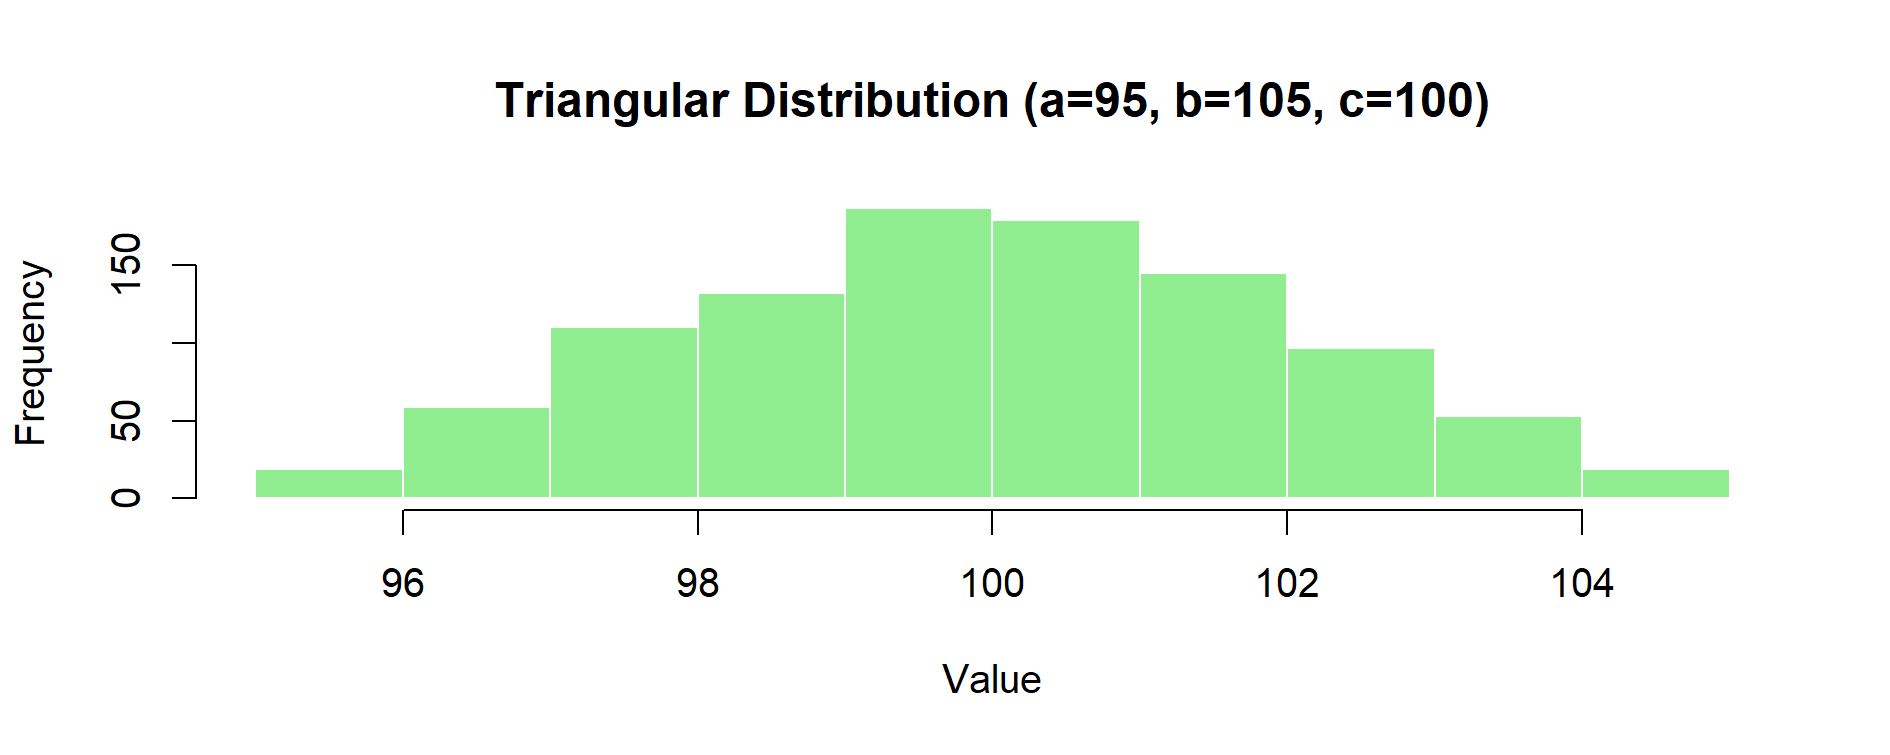 Triangular Distribution (a=95, b=105, c=100)
Frequency
150
50
0
96 98 100 102 104
Value